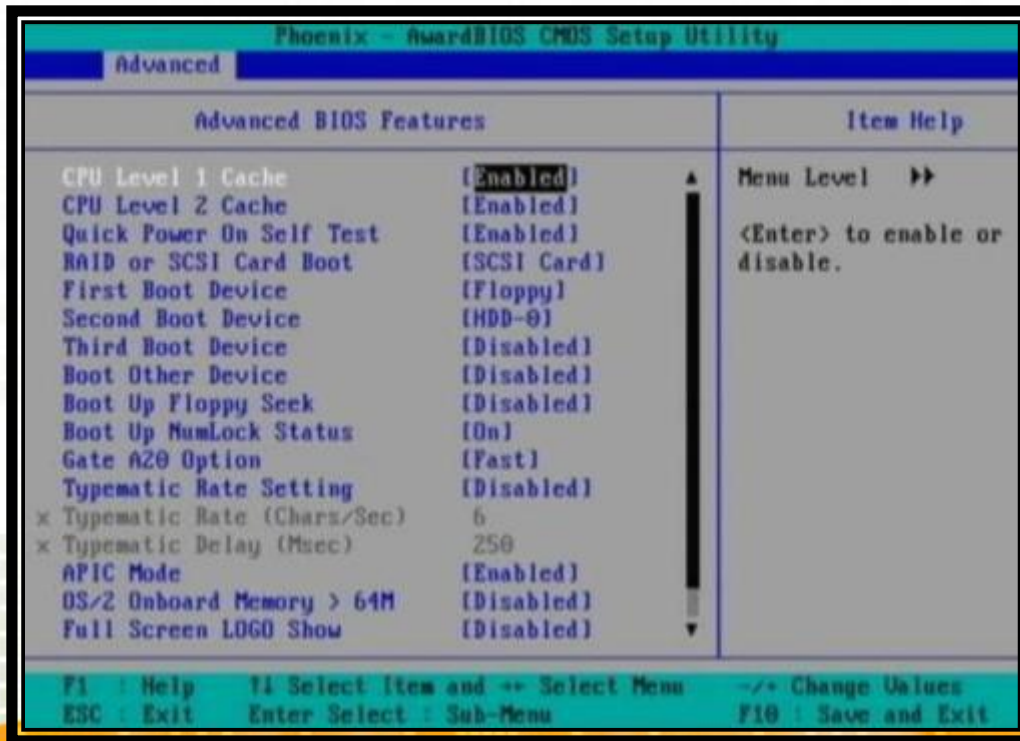 Phoenix - AwardBIOS CMOS Setup Utility
Advanced
Advanced BIOS Features
Item Help
CPU Level 1 Cache [Enabled]
CPU Level 2 Cache [Enabled]
Quick Power On Self Test [Enabled]
RAID or SCSI Card Boot [SCSI Card]
First Boot Device [Floppy]
Second Boot Device [HDD-0]
Third Boot Device [Disabled]
Boot Other Device [Disabled]
Boot Up Floppy Seek [Disabled]
Boot Up NumLock Status [On]
Gate A20 Option [Fast]
Typematic Rate Setting [Disabled]
x Typematic Rate (Chars/Sec) 6
x Typematic Delay (Msec) 250
APIC Mode [Enabled]
OS/2 Onboard Memory > 64M [Disabled]
Full Screen LOGO Show [Disabled]
Menu Level ▶▶
<Enter> to enable or
disable.
F1 : Help ↑↓ Select Item and ↔ Select Menu -/+ Change Values
ESC : Exit Enter Select : Sub-Menu F10 : Save and Exit